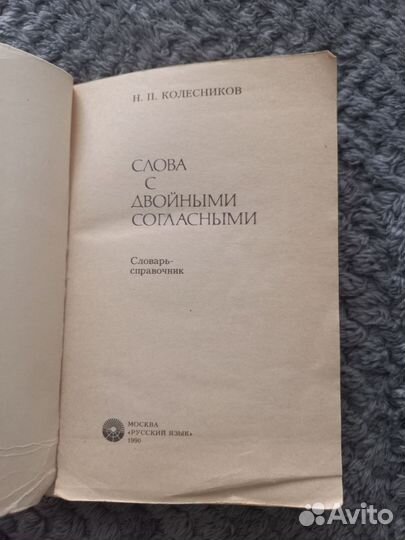 Н. П. КОЛЕСНИКОВ
СЛОВА
С
ДВОЙНЫМИ
СОГЛАСНЫМИ
Словарь-
справочник
МОСКВА
«РУССКИЙ ЯЗЫК»
1990
Avito